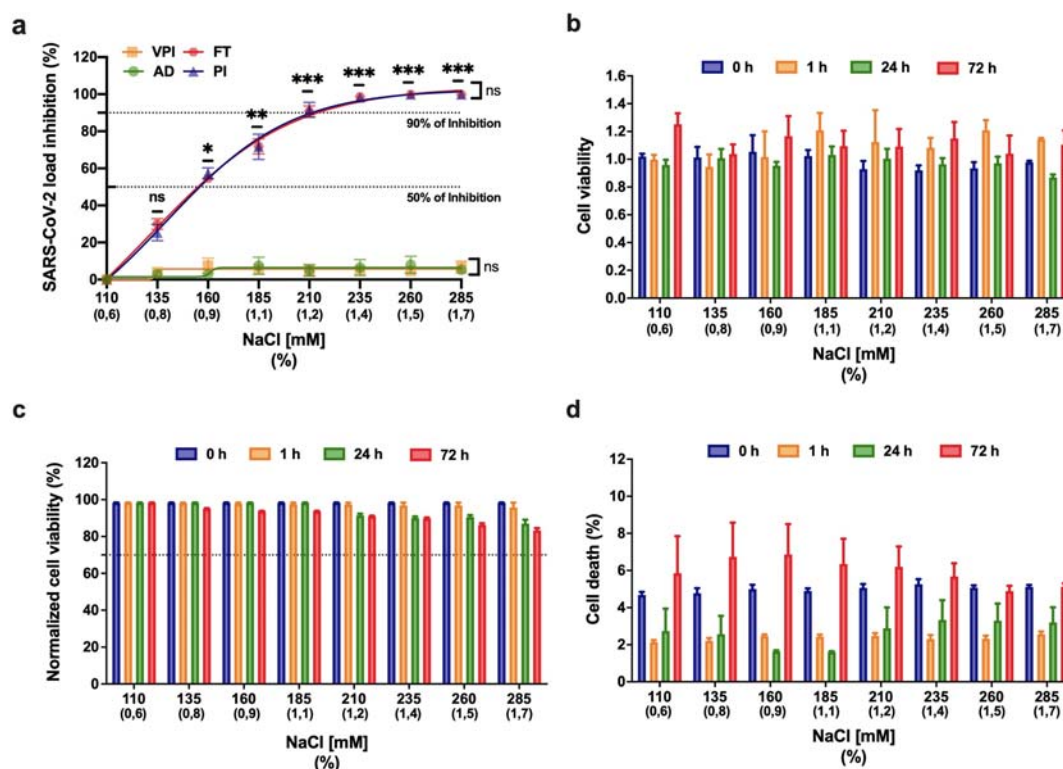 a
VPI FT
AD PI
SARS-CoV-2 load inhibition (%)
120
100
80
60
40
20
0
ns
*
**
***
***
***
***
ns
90% of Inhibition
50% of Inhibition
ns
110 135 160 185 210 235 260 285
(0,6) (0,8) (0,9) (1,1) (1,2) (1,4) (1,5) (1,7)
NaCl [mM]
(%)
b
0 h 1 h 24 h 72 h
Cell viability
1.6
1.4
1.2
1.0
0.8
0.6
0.4
0.2
0.0
110 135 160 185 210 235 260 285
(0,6) (0,8) (0,9) (1,1) (1,2) (1,4) (1,5) (1,7)
NaCl [mM]
(%)
c
0 h 1 h 24 h 72 h
Normalized cell viability (%)
120
100
80
60
40
20
0
110 135 160 185 210 235 260 285
(0,6) (0,8) (0,9) (1,1) (1,2) (1,4) (1,5) (1,7)
NaCl [mM]
(%)
d
0 h 1 h 24 h 72 h
Cell death (%)
12
10
8
6
4
2
0
110 135 160 185 210 235 260 285
(0,6) (0,8) (0,9) (1,1) (1,2) (1,4) (1,5) (1,7)
NaCl [mM]
(%)